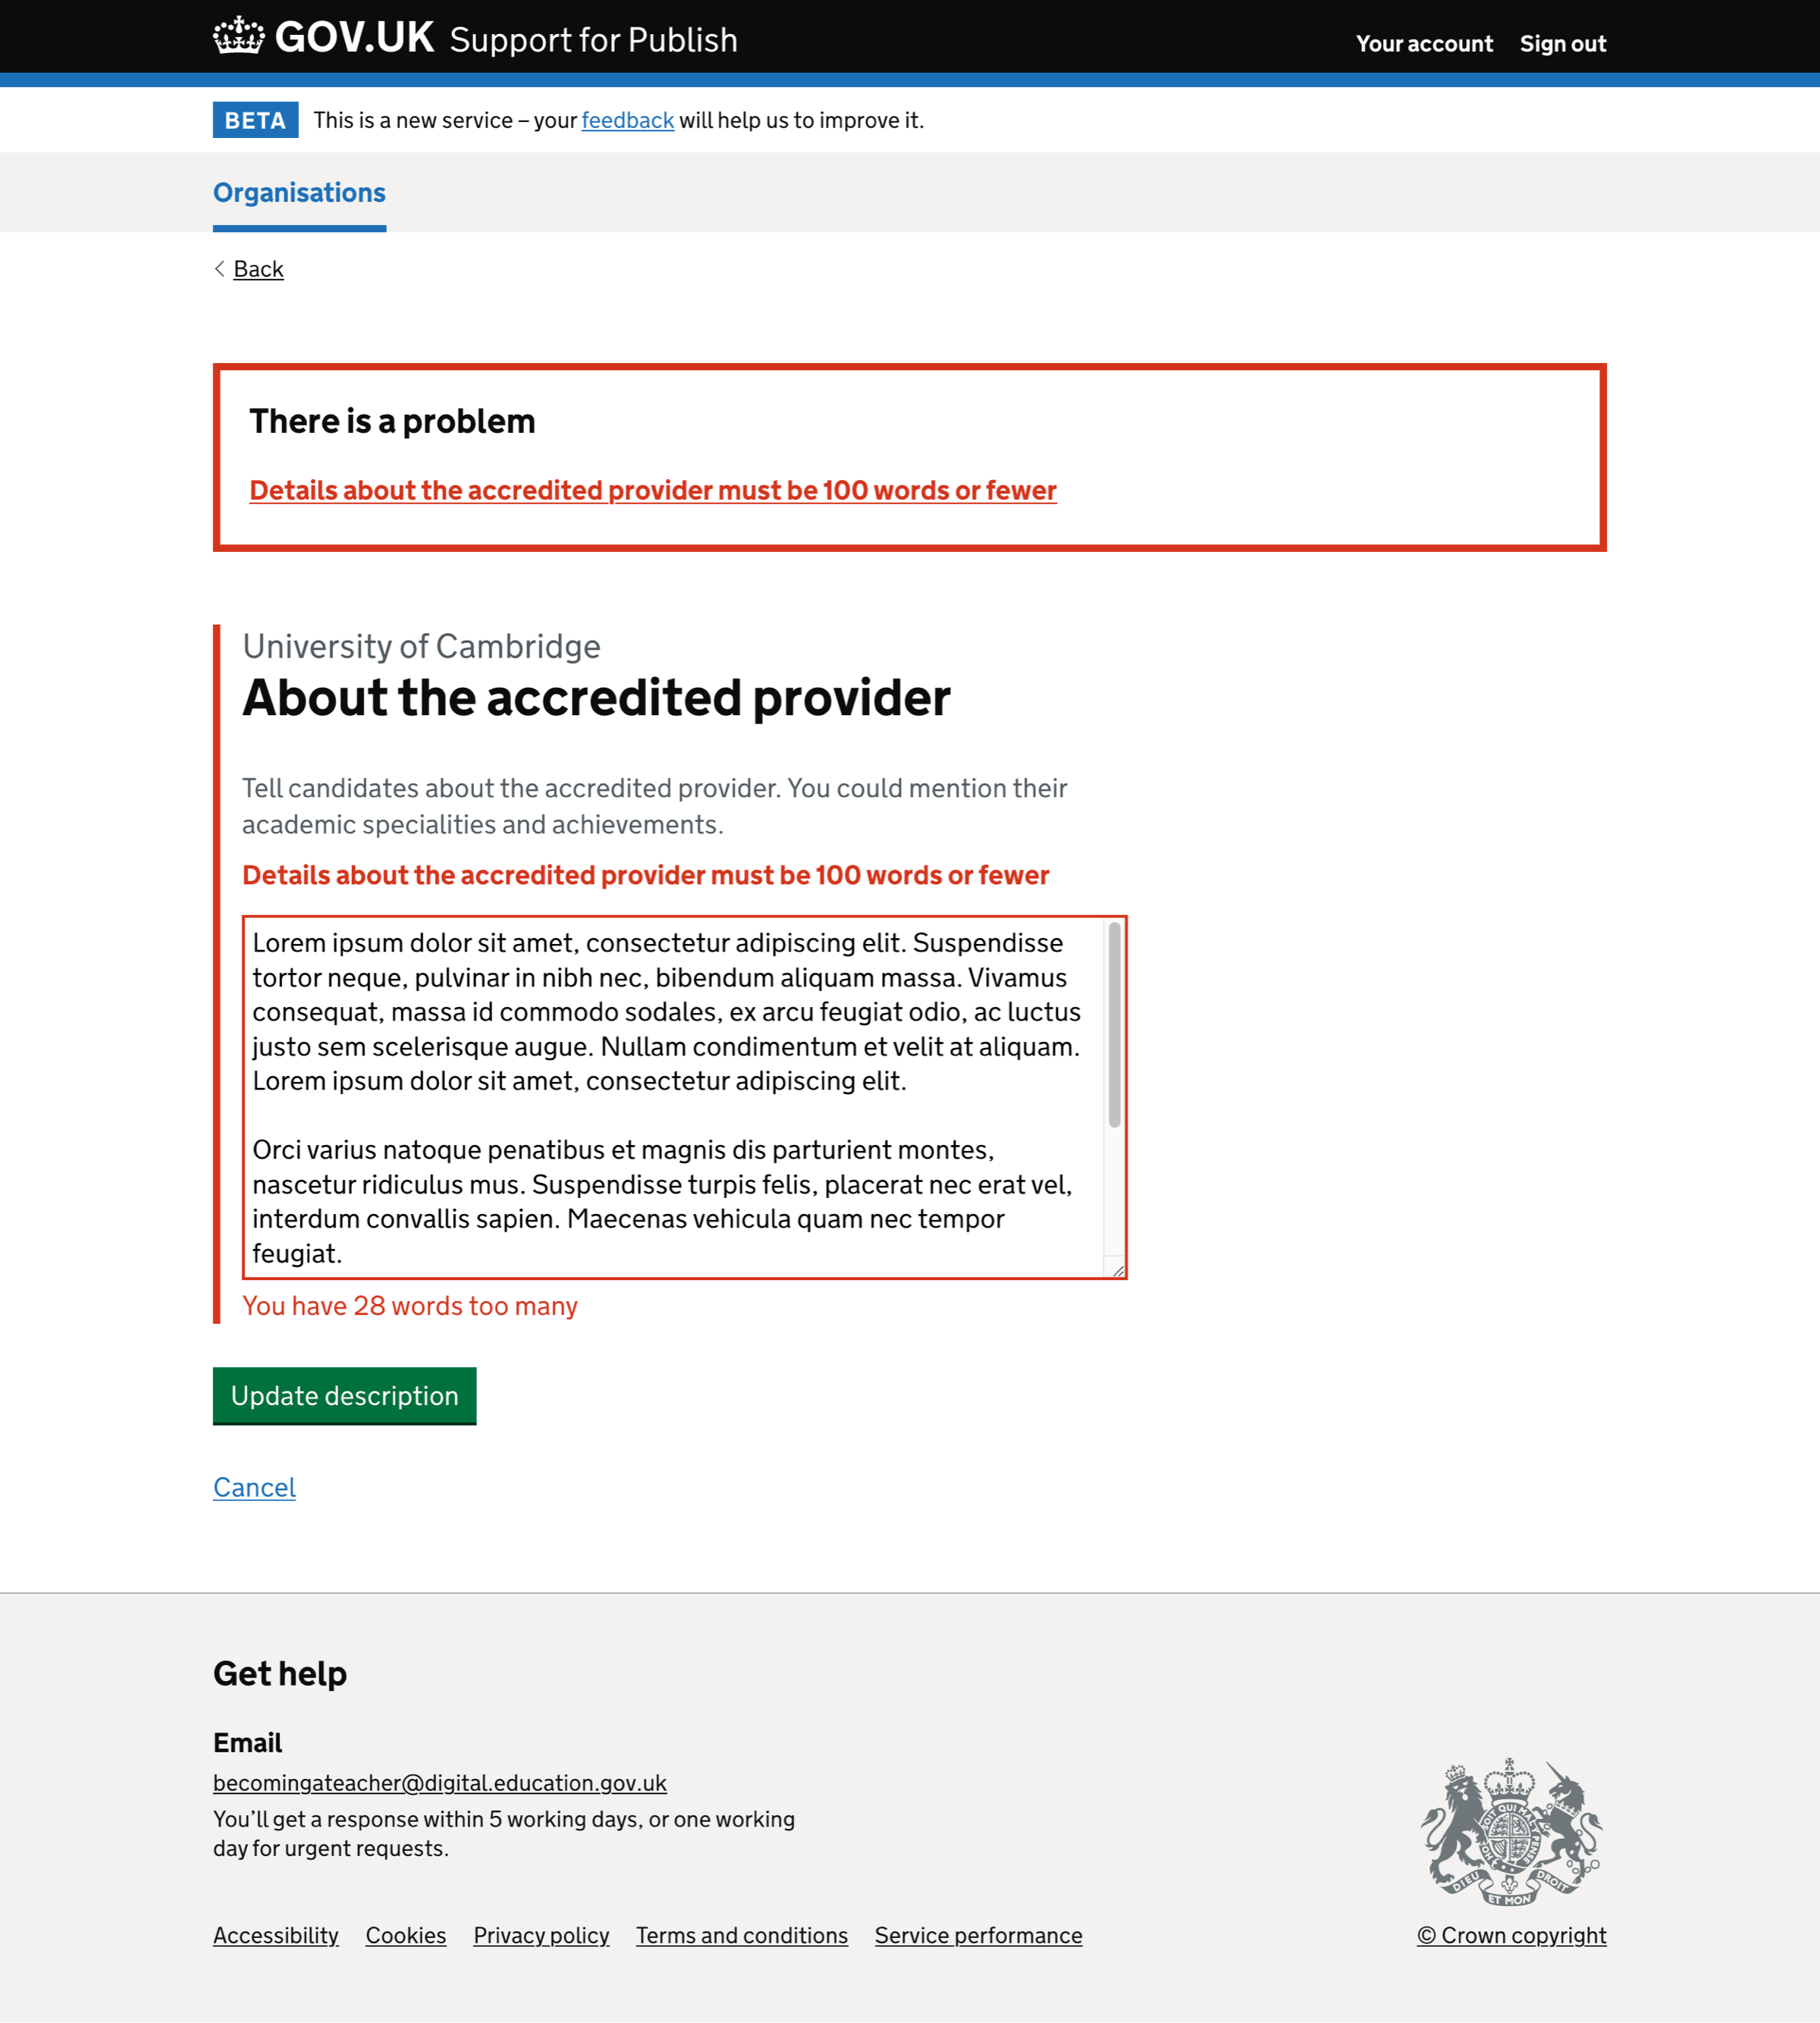 GOV.UK Support for Publish
Your account Sign out
BETA This is a new service – your feedback will help us to improve it.
Organisations
Back
There is a problem
Details about the accredited provider must be 100 words or fewer
University of Cambridge
About the accredited provider
Tell candidates about the accredited provider. You could mention their
academic specialities and achievements.
Details about the accredited provider must be 100 words or fewer
Lorem ipsum dolor sit amet, consectetur adipiscing elit. Suspendisse
tortor neque, pulvinar in nibh nec, bibendum aliquam massa. Vivamus
consequat, massa id commodo sodales, ex arcu feugiat odio, ac luctus
justo sem scelerisque augue. Nullam condimentum et velit at aliquam.
Lorem ipsum dolor sit amet, consectetur adipiscing elit.
Orci varius natoque penatibus et magnis dis parturient montes,
nascetur ridiculus mus. Suspendisse turpis felis, placerat nec erat vel,
interdum convallis sapien. Maecenas vehicula quam nec tempor
feugiat.
You have 28 words too many
Update description
Cancel
Get help
Email
becomingateacher@digital.education.gov.uk
You’ll get a response within 5 working days, or one working
day for urgent requests.
DIEU ET MON DROIT
Accessibility Cookies Privacy policy Terms and conditions Service performance
© Crown copyright